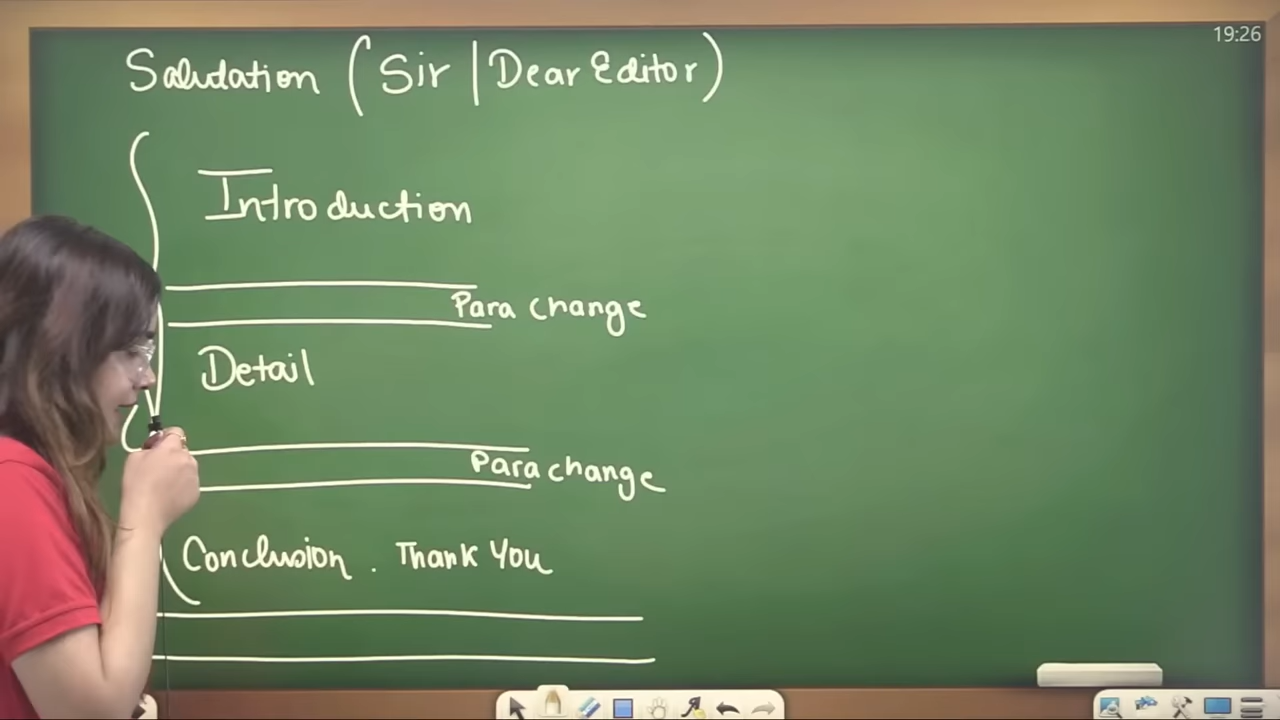 19:26
Salutation (Sir | Dear Editor)
Introduction
Para change
Detail
Para change
Conclusion. Thank You